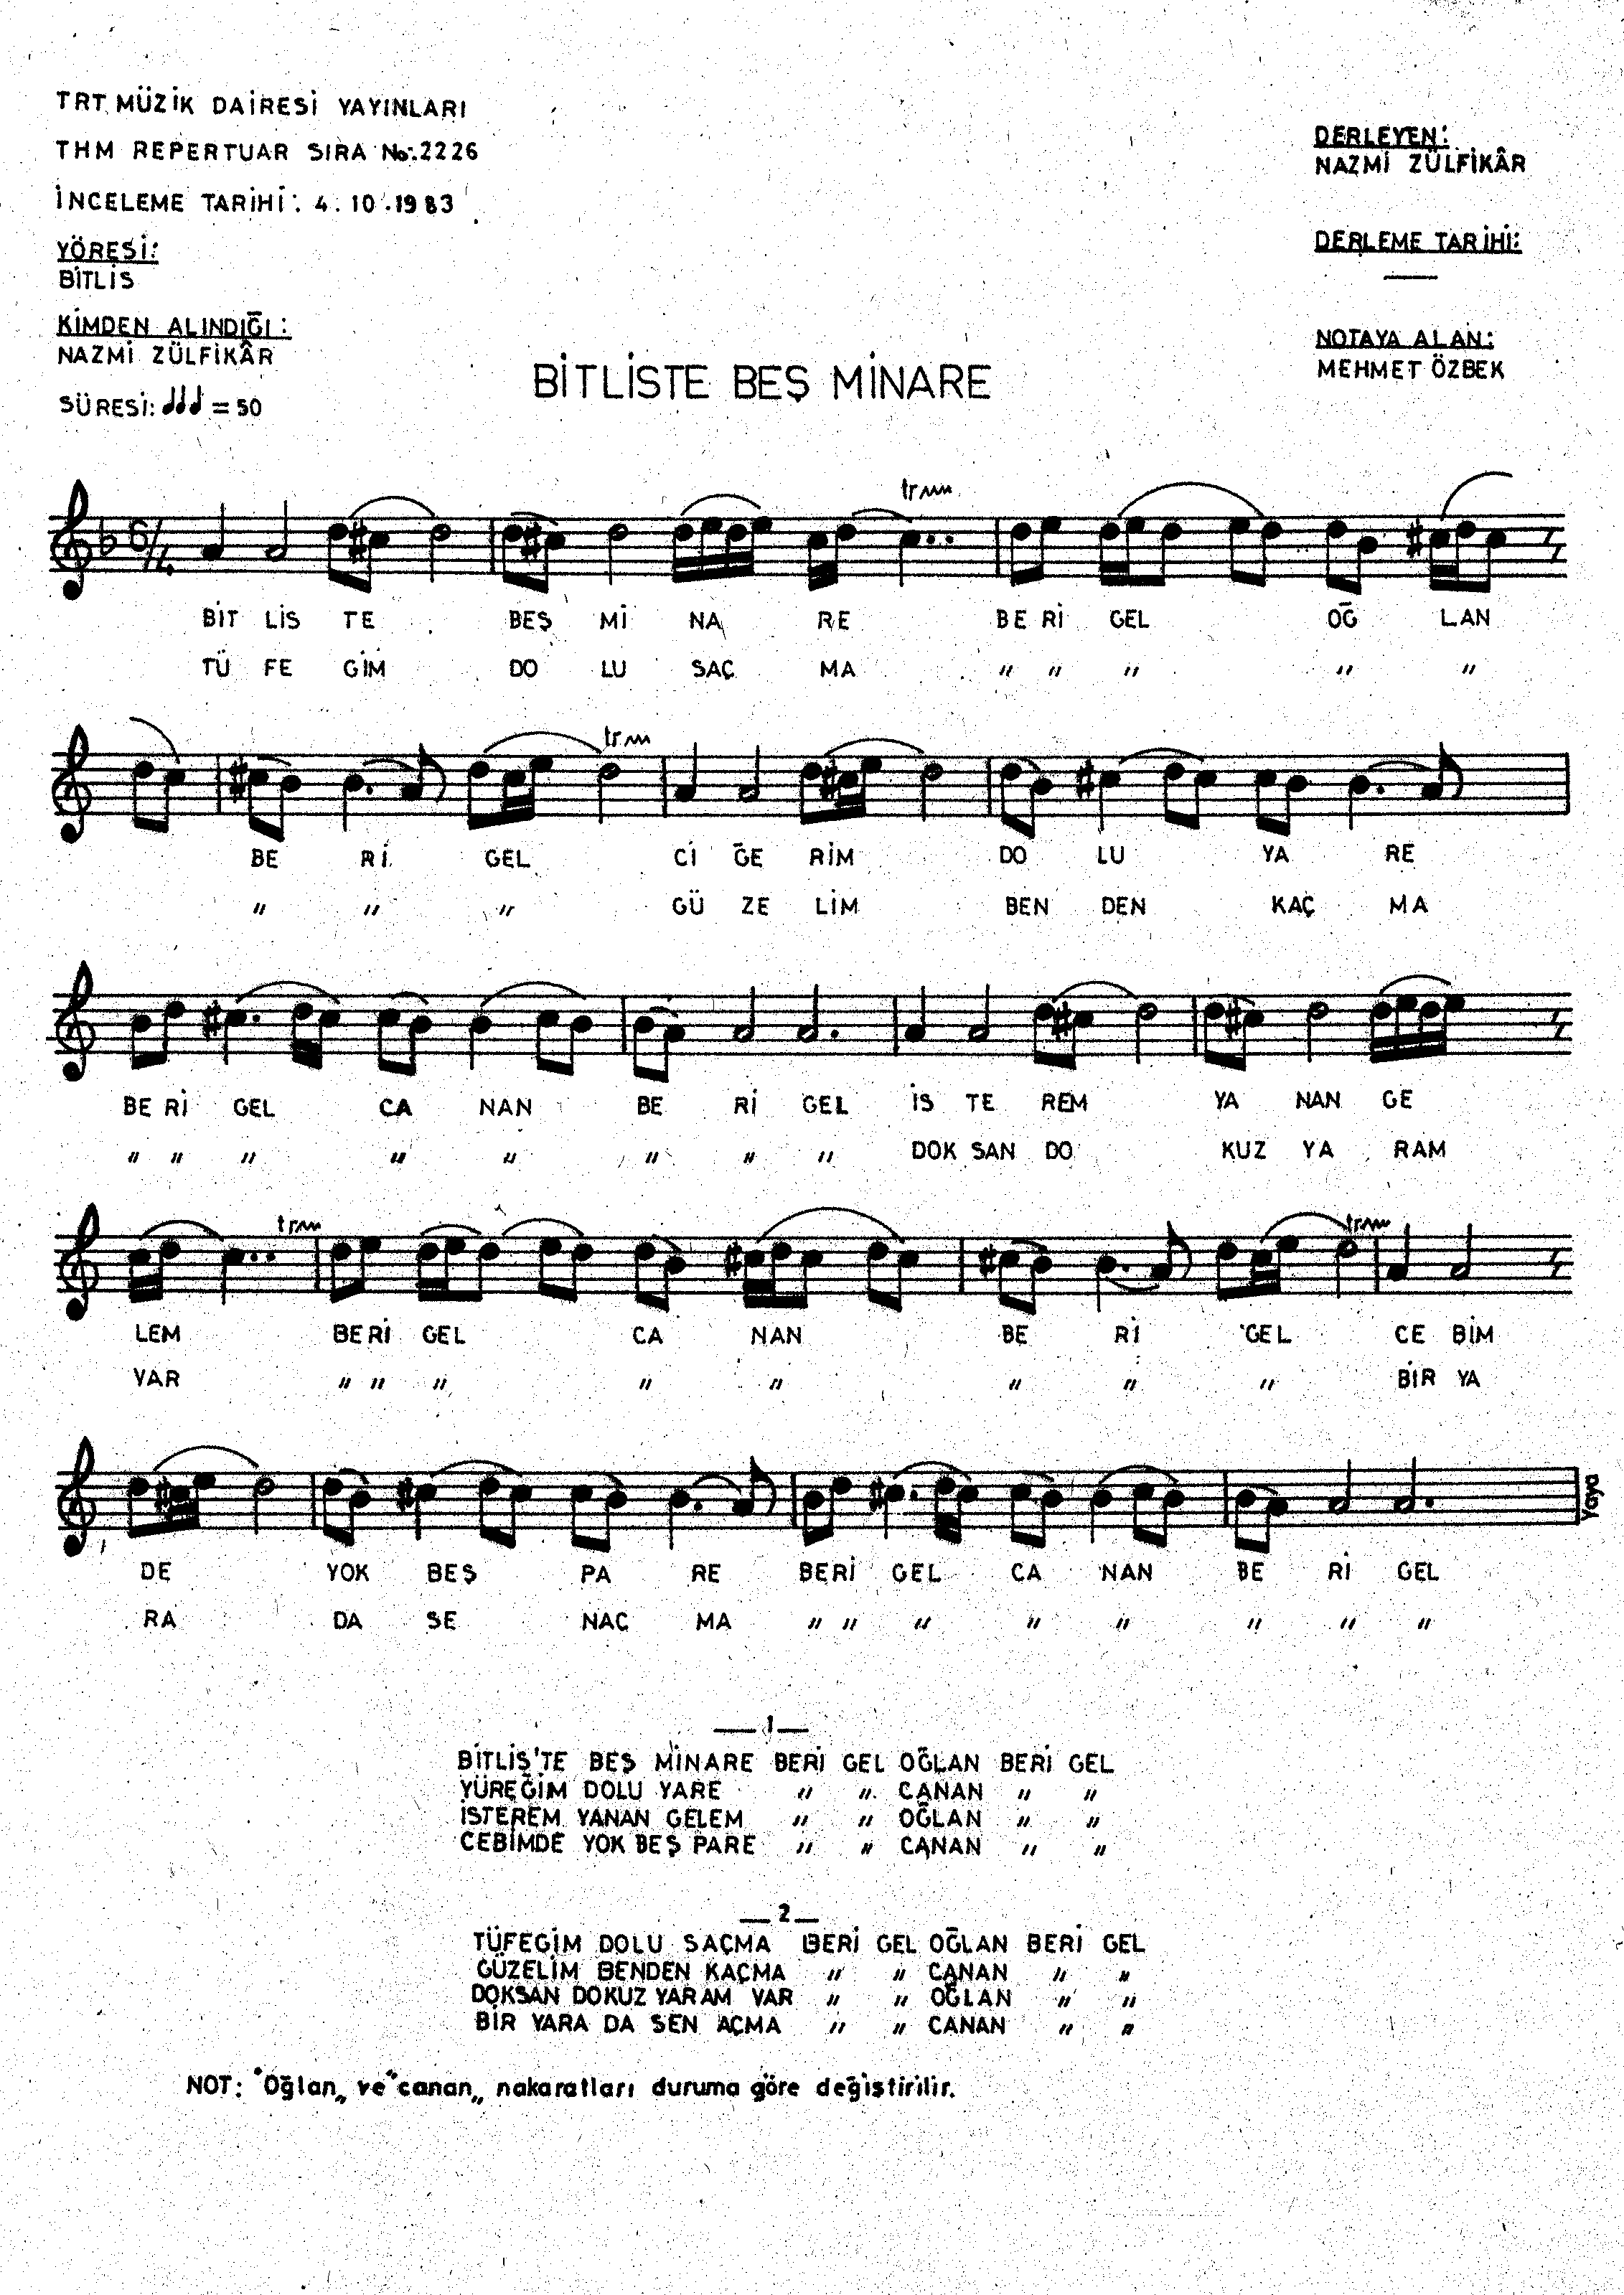 TRT MÜZİK DAİRESİ YAYINLARI
THM REPERTUAR SIRA No:.2226
İNCELEME TARİHİ: 4.10.1983
YÖRESİ:
BİTLİS
KİMDEN ALINDIĞI:
NAZMİ ZÜLFİKÂR
SÜRESİ: = 50
DERLEYEN:
NAZMİ ZÜLFİKÂR
DERLEME TARİHİ:
NOTAYA ALAN:
MEHMET ÖZBEK
BİTLİSTE BEŞ MİNARE
6/4
tr
BİT LİS TE BEŞ Mİ NA RE BE Rİ GEL OĞ LAN
TÜ FE GİM DO LU SAÇ MA " " " " "
tr
BE Rİ GEL Cİ ĞE RİM DO LU YA RE
" " " GÜ ZE LİM BEN DEN KAÇ MA
BE Rİ GEL CA NAN BE Rİ GEL İS TE REM YA NAN GE
" " " " " " " " DOK SAN DO KUZ YA RAM
tr tr
LEM BE Rİ GEL CA NAN BE Rİ GEL CE BİM
VAR " " " " " " " " BİR YA
DE YOK BEŞ PA RE BE Rİ GEL CA NAN BE Rİ GEL
RA DA SE NAÇ MA " " " " " " " "
Yaya
— 1 —
BİTLİS'TE BEŞ MİNARE BERİ GEL OĞLAN BERİ GEL
YÜREĞİM DOLU YARE " " CANAN " "
İSTEREM YANAN GELEM " " OĞLAN " "
CEBİMDE YOK BEŞ PARE " " CANAN " "
— 2 —
TÜFEGİM DOLU SAÇMA BERİ GEL OĞLAN BERİ GEL
GÜZELİM BENDEN KAÇMA " " CANAN " "
DOKSAN DOKUZ YARAM VAR " " OĞLAN " "
BİR YARA DA SEN AÇMA " " CANAN " "
NOT: "Oğlan" ve "canan" nakaratları duruma göre değiştirilir.